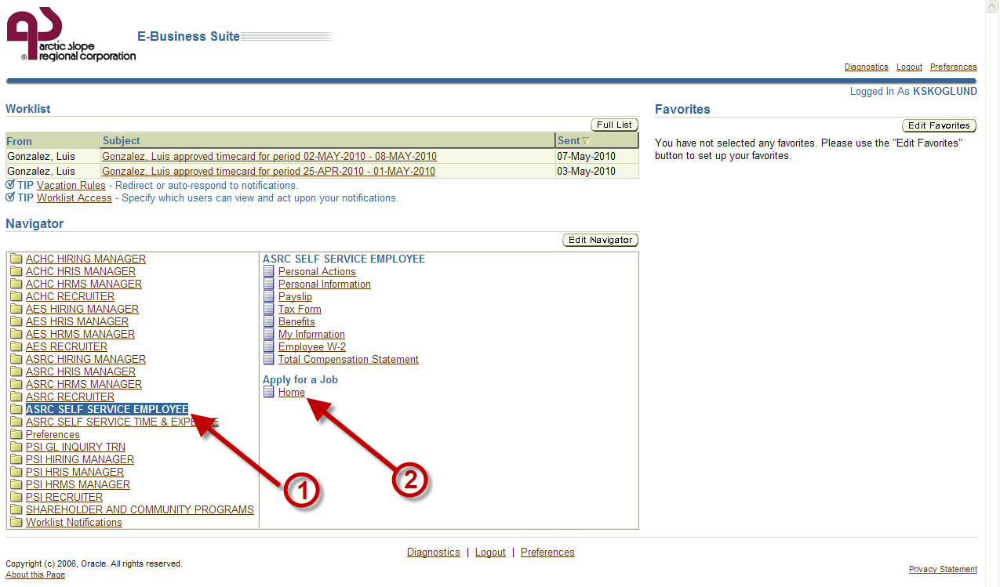 arctic slope
® regional corporation
E-Business Suite
Diagnostics Logout Preferences
Logged In As KSKOGLUND
Worklist
Full List
From Subject Sent
Gonzalez, Luis Gonzalez, Luis approved timecard for period 02-MAY-2010 - 08-MAY-2010 07-May-2010
Gonzalez, Luis Gonzalez, Luis approved timecard for period 25-APR-2010 - 01-MAY-2010 03-May-2010
TIP Vacation Rules - Redirect or auto-respond to notifications.
TIP Worklist Access - Specify which users can view and act upon your notifications.
Favorites
Edit Favorites
You have not selected any favorites. Please use the "Edit Favorites"
button to set up your favorites.
Navigator
Edit Navigator
ACHC HIRING MANAGER
ACHC HRIS MANAGER
ACHC HRMS MANAGER
ACHC RECRUITER
AES HIRING MANAGER
AES HRIS MANAGER
AES HRMS MANAGER
AES RECRUITER
ASRC HIRING MANAGER
ASRC HRIS MANAGER
ASRC HRMS MANAGER
ASRC RECRUITER
ASRC SELF SERVICE EMPLOYEE
ASRC SELF SERVICE TIME & EXPENSE
Preferences
PSI GL INQUIRY TRN
PSI HIRING MANAGER
PSI HRIS MANAGER
PSI HRMS MANAGER
PSI RECRUITER
SHAREHOLDER AND COMMUNITY PROGRAMS
Worklist Notifications
ASRC SELF SERVICE EMPLOYEE
Personal Actions
Personal Information
Payslip
Tax Form
Benefits
My Information
Employee W-2
Total Compensation Statement
Apply for a Job
Home
1
2
Diagnostics | Logout | Preferences
Copyright (c) 2006, Oracle. All rights reserved.
About this Page
Privacy Statement